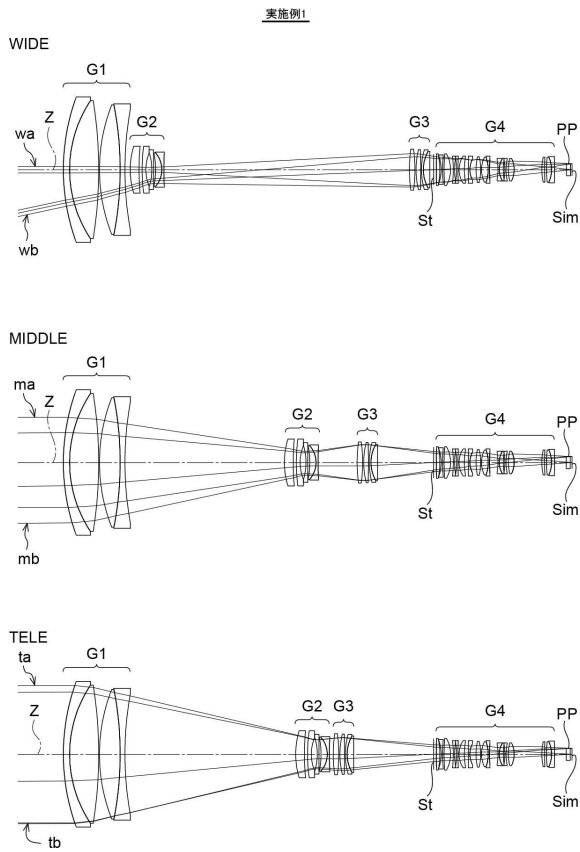 実施例1
WIDE
G1
G2
G3
G4
Z
wa
wb
St
PP
Sim
MIDDLE
G1
G2
G3
G4
ma
Z
mb
St
PP
Sim
TELE
ta
G1
G2
G3
G4
Z
tb
St
PP
Sim